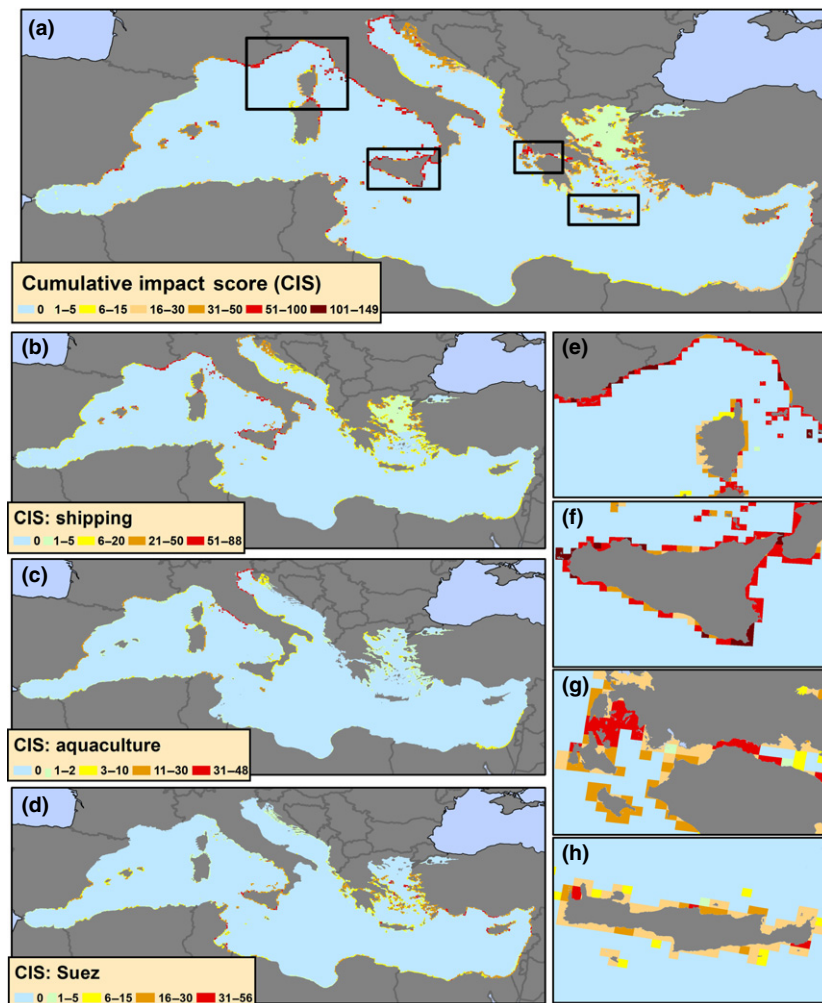 (a)
Cumulative impact score (CIS)
0 1–5 6–15 16–30 31–50 51–100 101–149
(b)
CIS: shipping
0 1–5 6–20 21–50 51–88
(c)
CIS: aquaculture
0 1–2 3–10 11–30 31–48
(d)
CIS: Suez
0 1–5 6–15 16–30 31–56
(e)
(f)
(g)
(h)